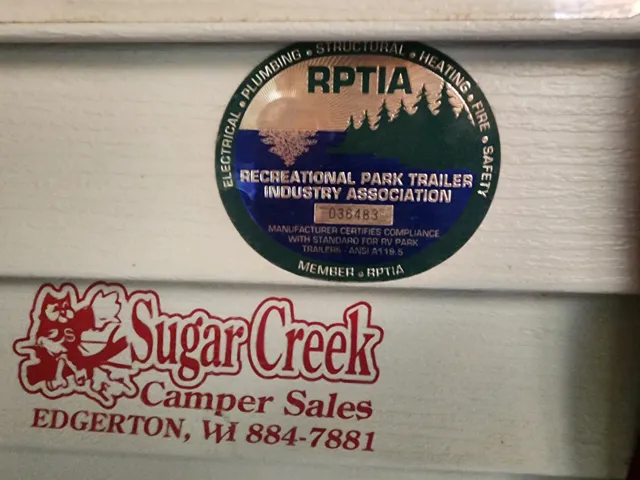 ELECTRICAL • PLUMBING • STRUCTURAL • HEATING • FIRE • SAFETY
RPTIA
RECREATIONAL PARK TRAILER
INDUSTRY ASSOCIATION
036483
MANUFACTURER CERTIFIES COMPLIANCE
WITH STANDARD FOR RV PARK
TRAILERS - ANSI A119.5
MEMBER • RPTIA
S
Sugar Creek
Camper Sales
EDGERTON, WI 884-7881